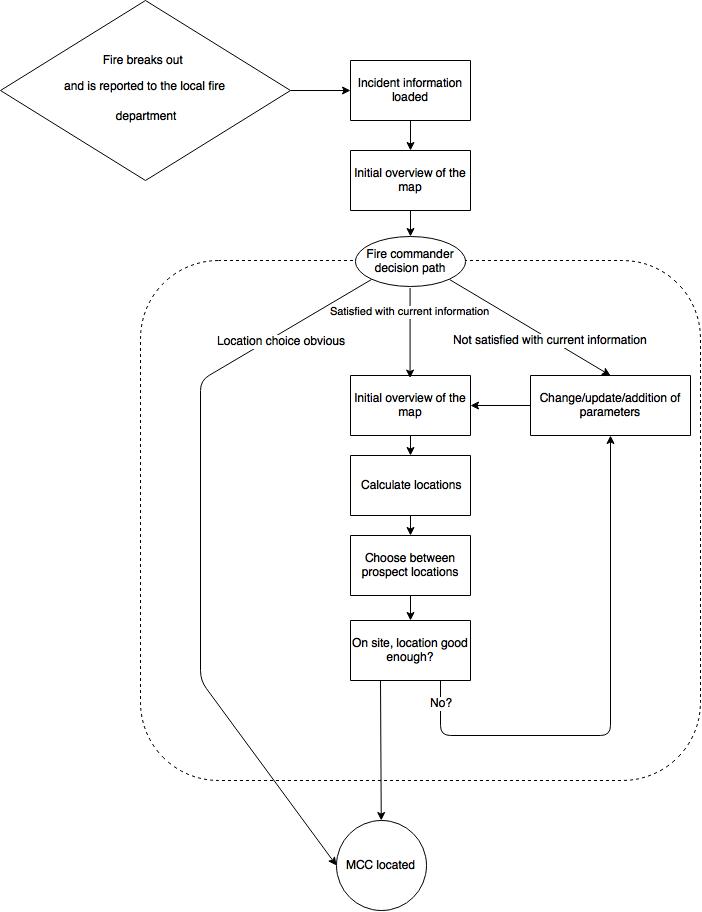 Fire breaks out
and is reported to the local fire
department
Incident information
loaded
Initial overview of the
map
Fire commander
decision path
Satisfied with current information
Location choice obvious
Not satisfied with current information
Initial overview of the
map
Change/update/addition of
parameters
Calculate locations
Choose between
prospect locations
On site, location good
enough?
No?
MCC located